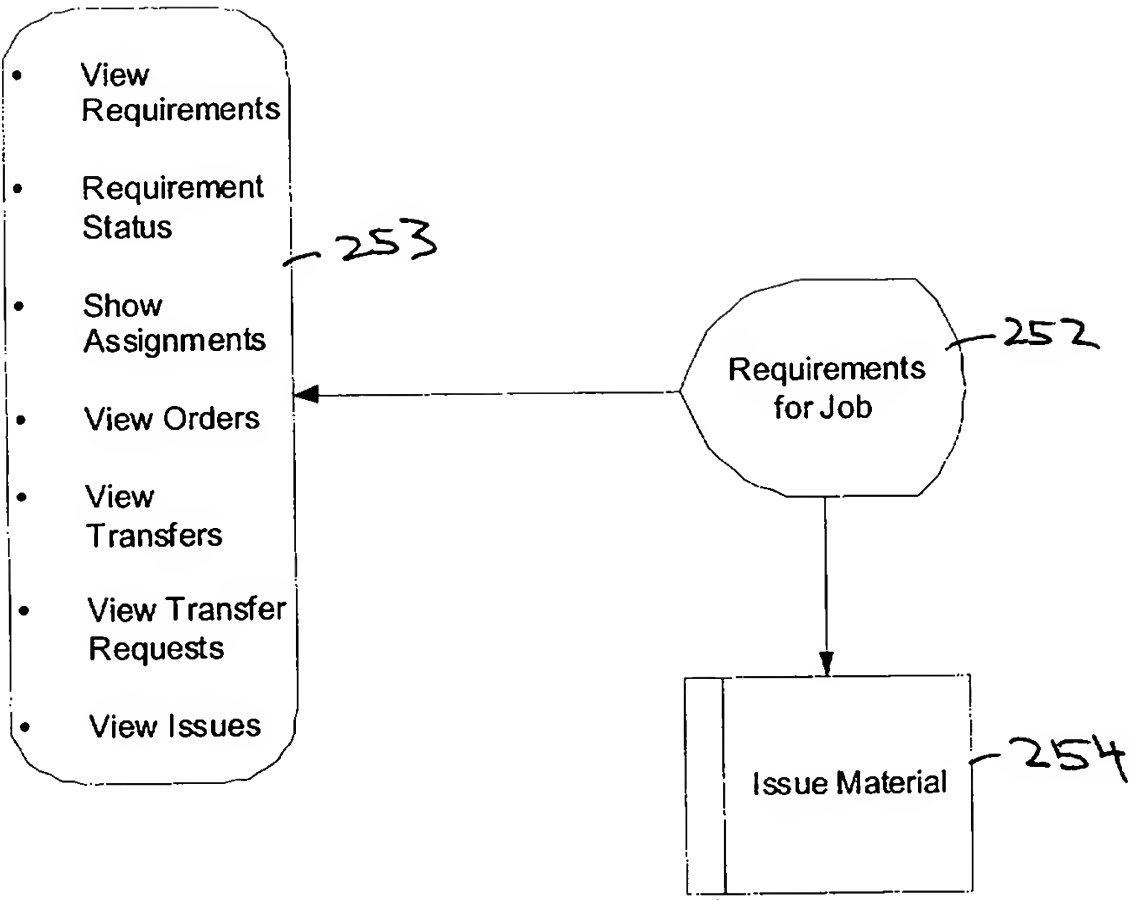 • View
Requirements
• Requirement
Status
253
• Show
Assignments
• View Orders
• View
Transfers
• View Transfer
Requests
• View Issues
252
Requirements
for Job
254
Issue Material